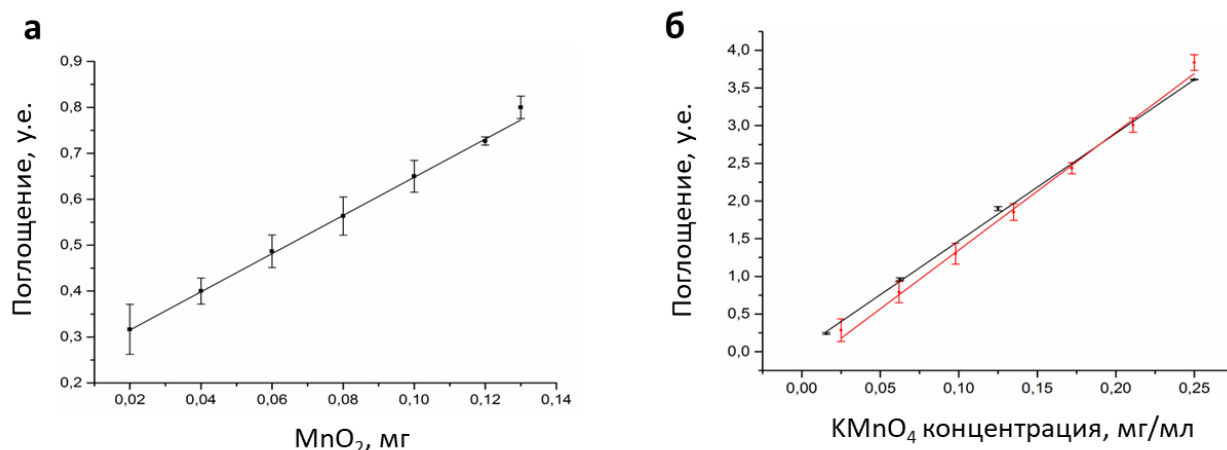 а
0,9
0,8
0,7
0,6
0,5
0,4
0,3
0,2
Поглощение, у.е.
0,02 0,04 0,06 0,08 0,10 0,12 0,14
MnO₂, мг
б
4,0
3,5
3,0
2,5
2,0
1,5
1,0
0,5
0,0
Поглощение, у.е.
0,00 0,05 0,10 0,15 0,20 0,25
KMnO₄ концентрация, мг/мл